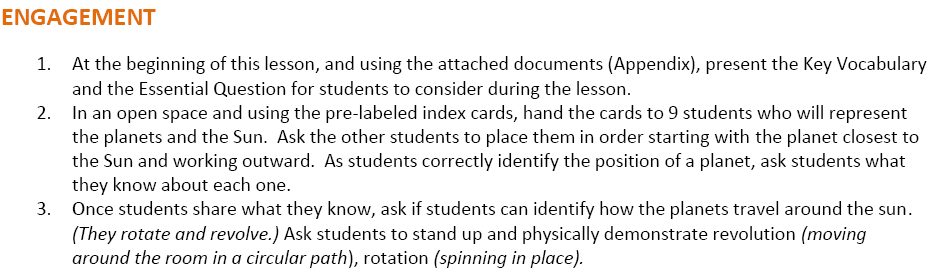 ENGAGEMENT
1. At the beginning of this lesson, and using the attached documents (Appendix), present the Key Vocabulary
and the Essential Question for students to consider during the lesson.
2. In an open space and using the pre-labeled index cards, hand the cards to 9 students who will represent
the planets and the Sun.  Ask the other students to place them in order starting with the planet closest to
the Sun and working outward.  As students correctly identify the position of a planet, ask students what
they know about each one.
3. Once students share what they know, ask if students can identify how the planets travel around the sun.
(They rotate and revolve.) Ask students to stand up and physically demonstrate revolution (moving
around the room in a circular path), rotation (spinning in place).